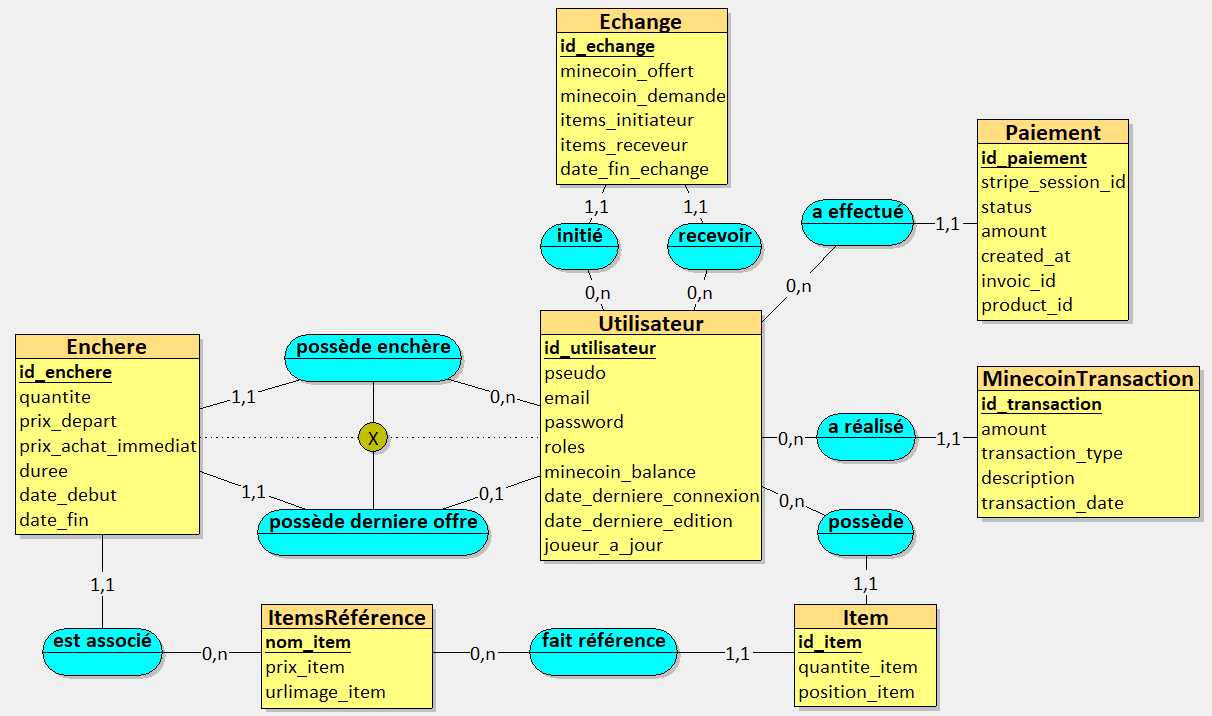 Echange
id_echange
minecoin_offert
minecoin_demande
items_initiateur
items_receveur
date_fin_echange
Paiement
id_paiement
stripe_session_id
status
amount
created_at
invoic_id
product_id
1,1
1,1
initié
recevoir
0,n
0,n
a effectué
1,1
0,n
Enchere
id_enchere
quantite
prix_depart
prix_achat_immediat
duree
date_debut
date_fin
possède enchère
1,1
0,n
X
1,1
0,1
possède derniere offre
Utilisateur
id_utilisateur
pseudo
email
password
roles
minecoin_balance
date_derniere_connexion
date_derniere_edition
joueur_a_jour
MinecoinTransaction
id_transaction
amount
transaction_type
description
transaction_date
0,n
a réalisé
1,1
0,n
possède
1,1
1,1
est associé
0,n
ItemsRéférence
nom_item
prix_item
urlimage_item
0,n
fait référence
1,1
Item
id_item
quantite_item
position_item